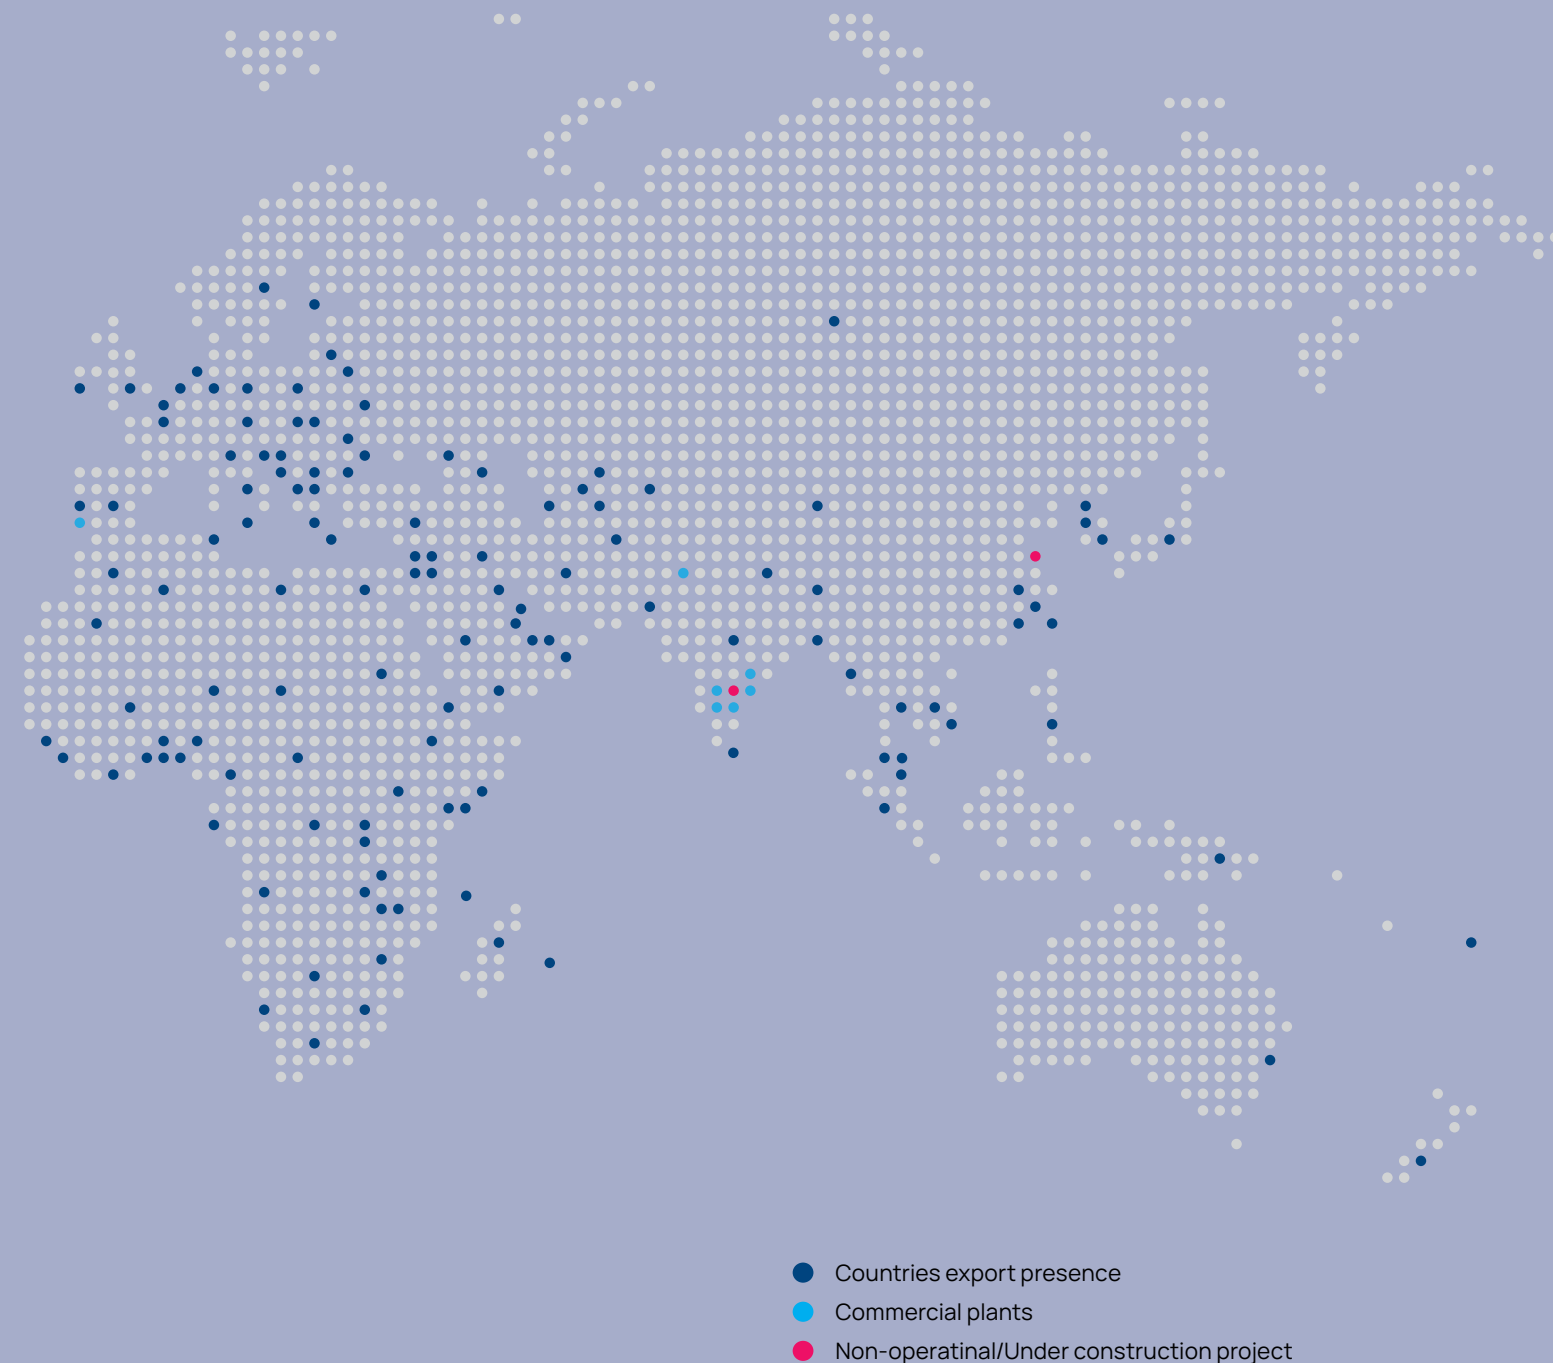 Countries export presence
Commercial plants
Non-operatinal/Under construction project